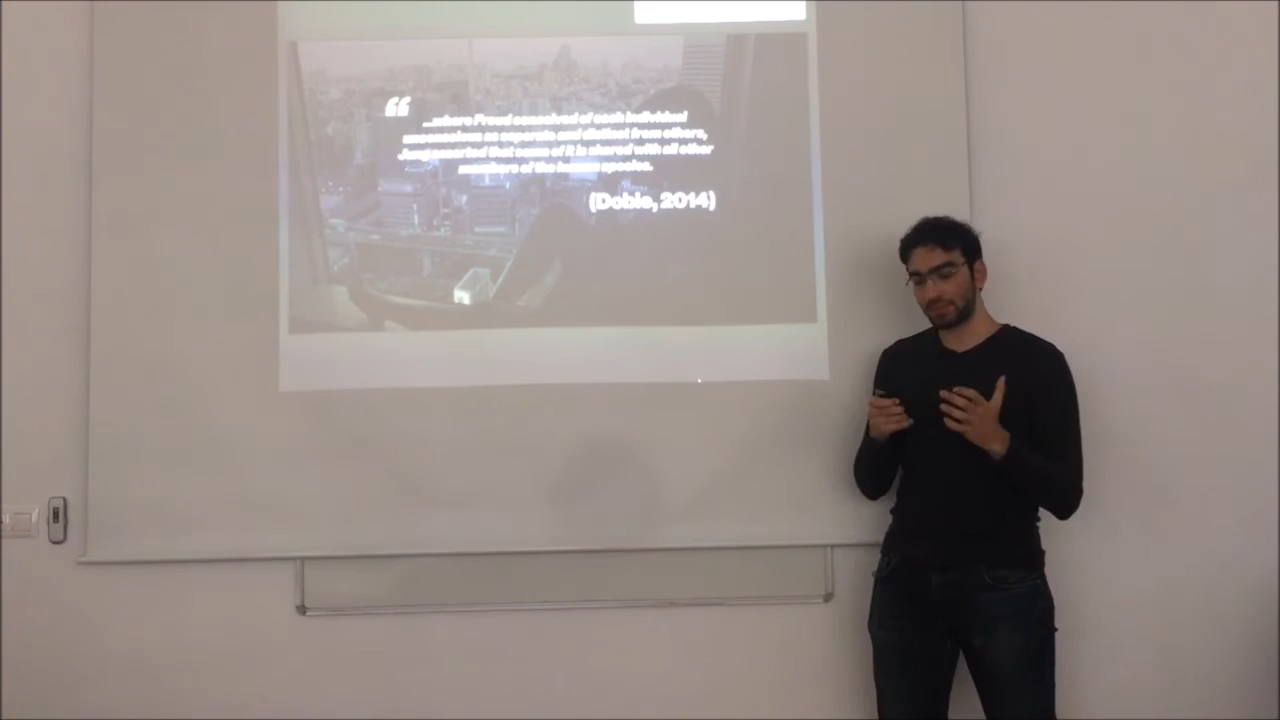 “
...where Freud conceived of each individual
unconscious as separate and distinct from others,
Jung asserted that some of it is shared with all other
members of the human species.
(Dobie, 2014)